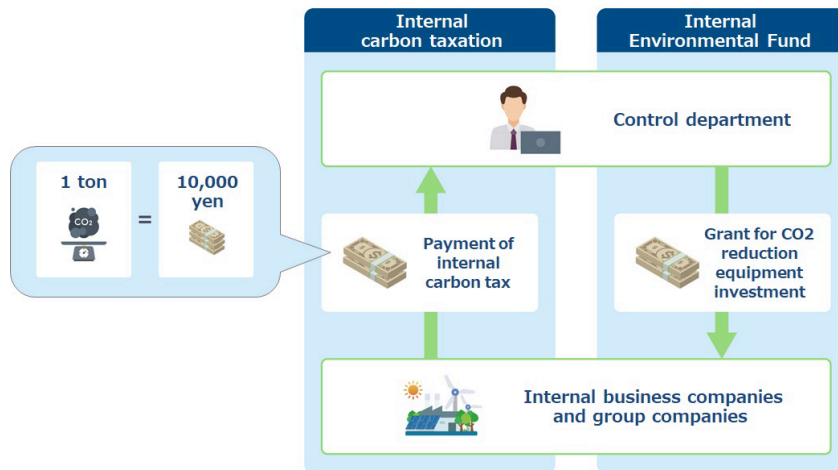 Internal
carbon taxation
Internal
Environmental Fund
Control department
1 ton
CO2
=
10,000
yen
Payment of
internal
carbon tax
Grant for CO2
reduction
equipment
investment
Internal business companies
and group companies